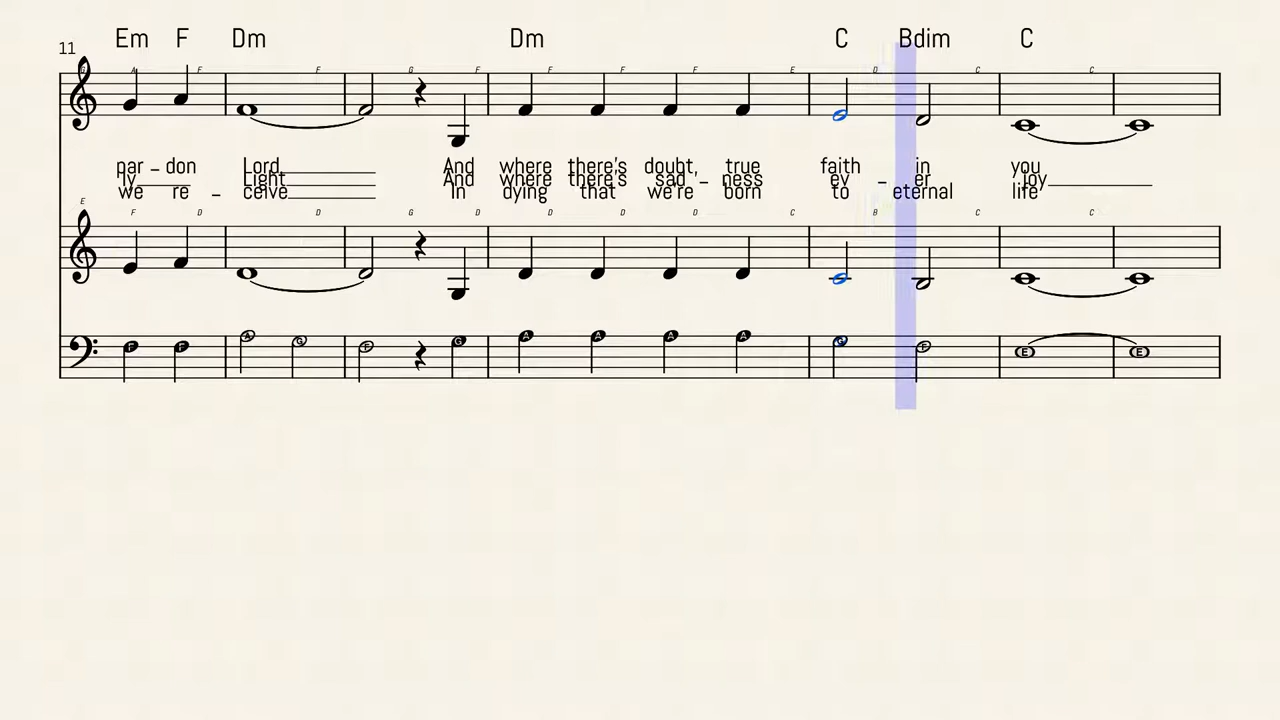 Em F Dm Dm C Bdim C
11
G A F F G F F F F E D C C
par – don Lord And where there's doubt, true faith in you
ly Light And where there's sad – ness ev – er joy
we re – ceive In dying that we're born to eternal life
E F D D G D D D D C B C C
F F A G F G A A A A G F E E